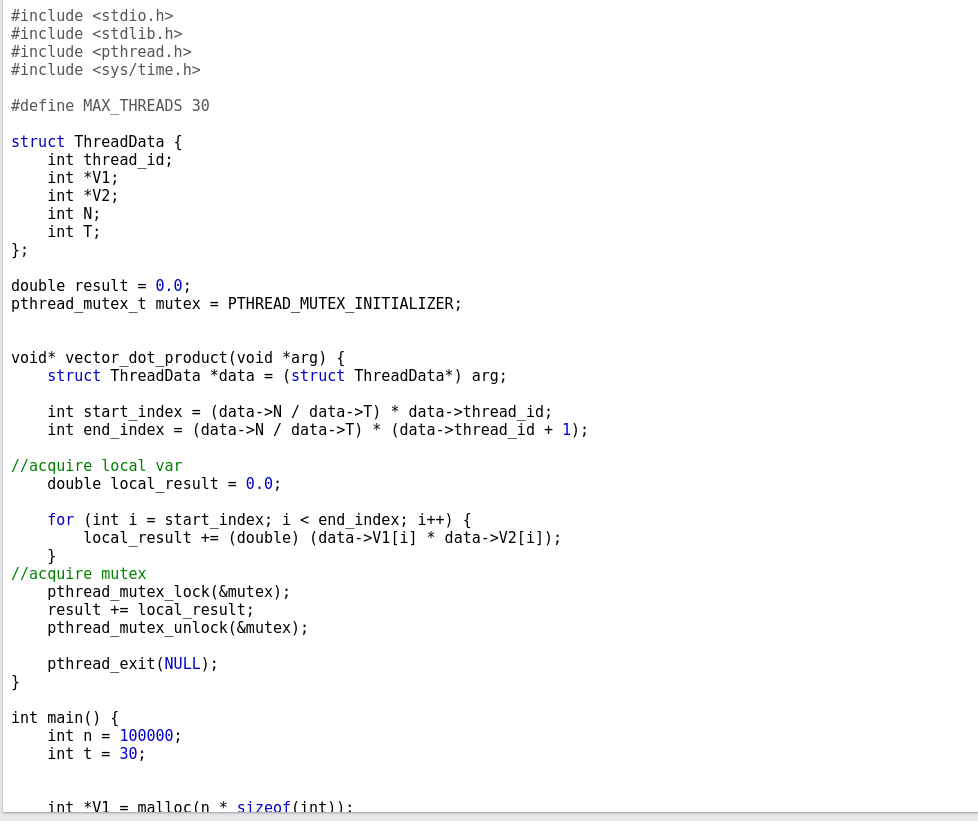 #include <stdio.h>
#include <stdlib.h>
#include <pthread.h>
#include <sys/time.h>

#define MAX_THREADS 30

struct ThreadData {
    int thread_id;
    int *V1;
    int *V2;
    int N;
    int T;
};

double result = 0.0;
pthread_mutex_t mutex = PTHREAD_MUTEX_INITIALIZER;


void* vector_dot_product(void *arg) {
    struct ThreadData *data = (struct ThreadData*) arg;

    int start_index = (data->N / data->T) * data->thread_id;
    int end_index = (data->N / data->T) * (data->thread_id + 1);

//acquire local var
    double local_result = 0.0;

    for (int i = start_index; i < end_index; i++) {
        local_result += (double) (data->V1[i] * data->V2[i]);
    }
//acquire mutex
    pthread_mutex_lock(&mutex);
    result += local_result;
    pthread_mutex_unlock(&mutex);

    pthread_exit(NULL);
}

int main() {
    int n = 100000;
    int t = 30;


    int *V1 = malloc(n * sizeof(int));